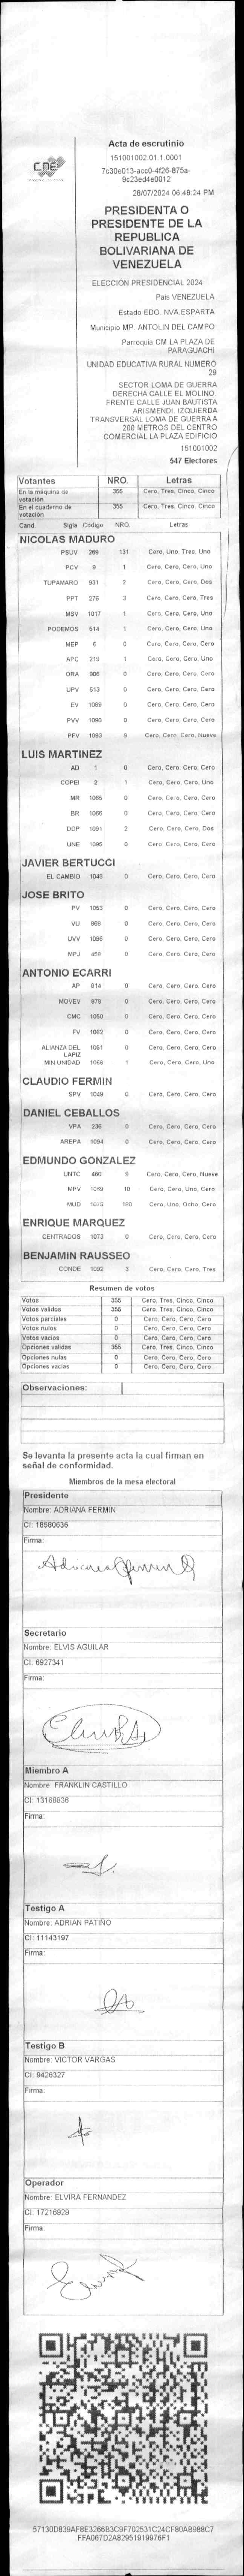 CNE
Acta de escrutinio
151001002.01.1.0001
7c30e013-acc0-4f26-875a-
9c23ed4e0012
28/07/2024 06:48:24 PM
PRESIDENTA O
PRESIDENTE DE LA
REPUBLICA
BOLIVARIANA DE
VENEZUELA
ELECCIÓN PRESIDENCIAL 2024
Pais VENEZUELA
Estado EDO. NVA.ESPARTA
Municipio MP. ANTOLIN DEL CAMPO
Parroquia CM.LA PLAZA DE
PARAGUACHI
UNIDAD EDUCATIVA RURAL NUMERO
29
SECTOR LOMA DE GUERRA
DERECHA CALLE EL MOLINO.
FRENTE CALLE JUAN BAUTISTA
ARISMENDI. IZQUIERDA
TRANSVERSAL LOMA DE GUERRA A
200 METROS DEL CENTRO
COMERCIAL LA PLAZA EDIFICIO
151001002
547 Electores
Votantes NRO. Letras
En la máquina de votación 355 Cero, Tres, Cinco, Cinco
En el cuaderno de votación 355 Cero, Tres, Cinco, Cinco
Cand. Sigla Código NRO. Letras
NICOLAS MADURO
PSUV 269 131 Cero, Uno, Tres, Uno
PCV 9 1 Cero, Cero, Cero, Uno
TUPAMARO 931 2 Cero, Cero, Cero, Dos
PPT 276 3 Cero, Cero, Cero, Tres
MSV 1017 1 Cero, Cero, Cero, Uno
PODEMOS 514 1 Cero, Cero, Cero, Uno
MEP 6 0 Cero, Cero, Cero, Cero
APC 219 1 Cero, Cero, Cero, Uno
ORA 906 0 Cero, Cero, Cero, Cero
UPV 613 0 Cero, Cero, Cero, Cero
EV 1089 0 Cero, Cero, Cero, Cero
PVV 1090 0 Cero, Cero, Cero, Cero
PFV 1093 9 Cero, Cero, Cero, Nueve
LUIS MARTINEZ
AD 1 0 Cero, Cero, Cero, Cero
COPEI 2 1 Cero, Cero, Cero, Uno
MR 1065 0 Cero, Cero, Cero, Cero
BR 1066 0 Cero, Cero, Cero, Cero
DDP 1091 2 Cero, Cero, Cero, Dos
UNE 1096 0 Cero, Cero, Cero, Cero
JAVIER BERTUCCI
EL CAMBIO 1048 0 Cero, Cero, Cero, Cero
JOSE BRITO
PV 1053 0 Cero, Cero, Cero, Cero
VU 969 0 Cero, Cero, Cero, Cero
UVV 1056 0 Cero, Cero, Cero, Cero
MPJ 458 0 Cero, Cero, Cero, Cero
ANTONIO ECARRI
AP 814 0 Cero, Cero, Cero, Cero
MOVEV 979 0 Cero, Cero, Cero, Cero
CMC 1050 0 Cero, Cero, Cero, Cero
FV 1062 0 Cero, Cero, Cero, Cero
ALIANZA DEL LAPIZ 1051 0 Cero, Cero, Cero, Cero
MIN UNIDAD 1068 1 Cero, Cero, Cero, Uno
CLAUDIO FERMIN
SPV 1049 0 Cero, Cero, Cero, Cero
DANIEL CEBALLOS
VPA 236 0 Cero, Cero, Cero, Cero
AREPA 1094 0 Cero, Cero, Cero, Cero
EDMUNDO GONZALEZ
UNTC 460 9 Cero, Cero, Cero, Nueve
MPV 1069 10 Cero, Cero, Uno, Cero
MUD 1075 180 Cero, Uno, Ocho, Cero
ENRIQUE MARQUEZ
CENTRADOS 1073 0 Cero, Cero, Cero, Cero
BENJAMIN RAUSSEO
CONDE 1092 3 Cero, Cero, Cero, Tres
Resumen de votos
Votos 355 Cero, Tres, Cinco, Cinco
Votos validos 355 Cero, Tres, Cinco, Cinco
Votos parciales 0 Cero, Cero, Cero, Cero
Votos nulos 0 Cero, Cero, Cero, Cero
Votos vacios 0 Cero, Cero, Cero, Cero
Opciones validas 355 Cero, Tres, Cinco, Cinco
Opciones nulas 0 Cero, Cero, Cero, Cero
Opciones vacias 0 Cero, Cero, Cero, Cero
Observaciones:
Se levanta la presente acta la cual firman en
señal de conformidad.
Miembros de la mesa electoral
Presidente
Nombre: ADRIANA FERMIN
CI: 18580636
Firma:
Secretario
Nombre: ELVIS AGUILAR
CI: 6927341
Firma:
Miembro A
Nombre: FRANKLIN CASTILLO
CI: 13168936
Firma:
Testigo A
Nombre: ADRIAN PATIÑO
CI: 11143197
Firma:
Testigo B
Nombre: VICTOR VARGAS
CI: 9426327
Firma:
Operador
Nombre: ELVIRA FERNANDEZ
CI: 17216929
Firma:
57130DB39AF8E3266B3C9F702531C24CF80AB988C7
FFA067D2A82951919976F1